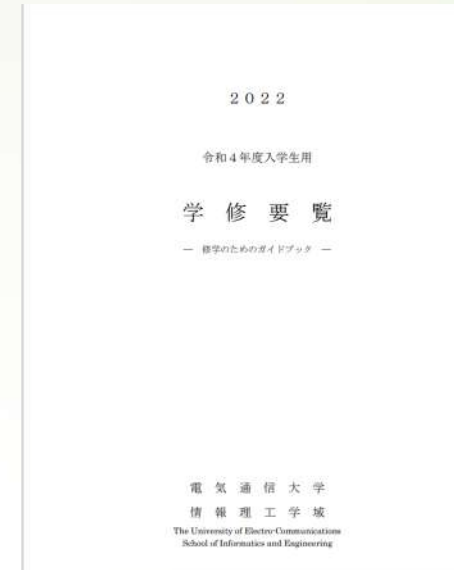 2022
令和4年度入学生用
学修要覧
― 修学のためのガイドブック ―
電気通信大学
情報理工学域
The University of Electro-Communications
School of Informatics and Engineering